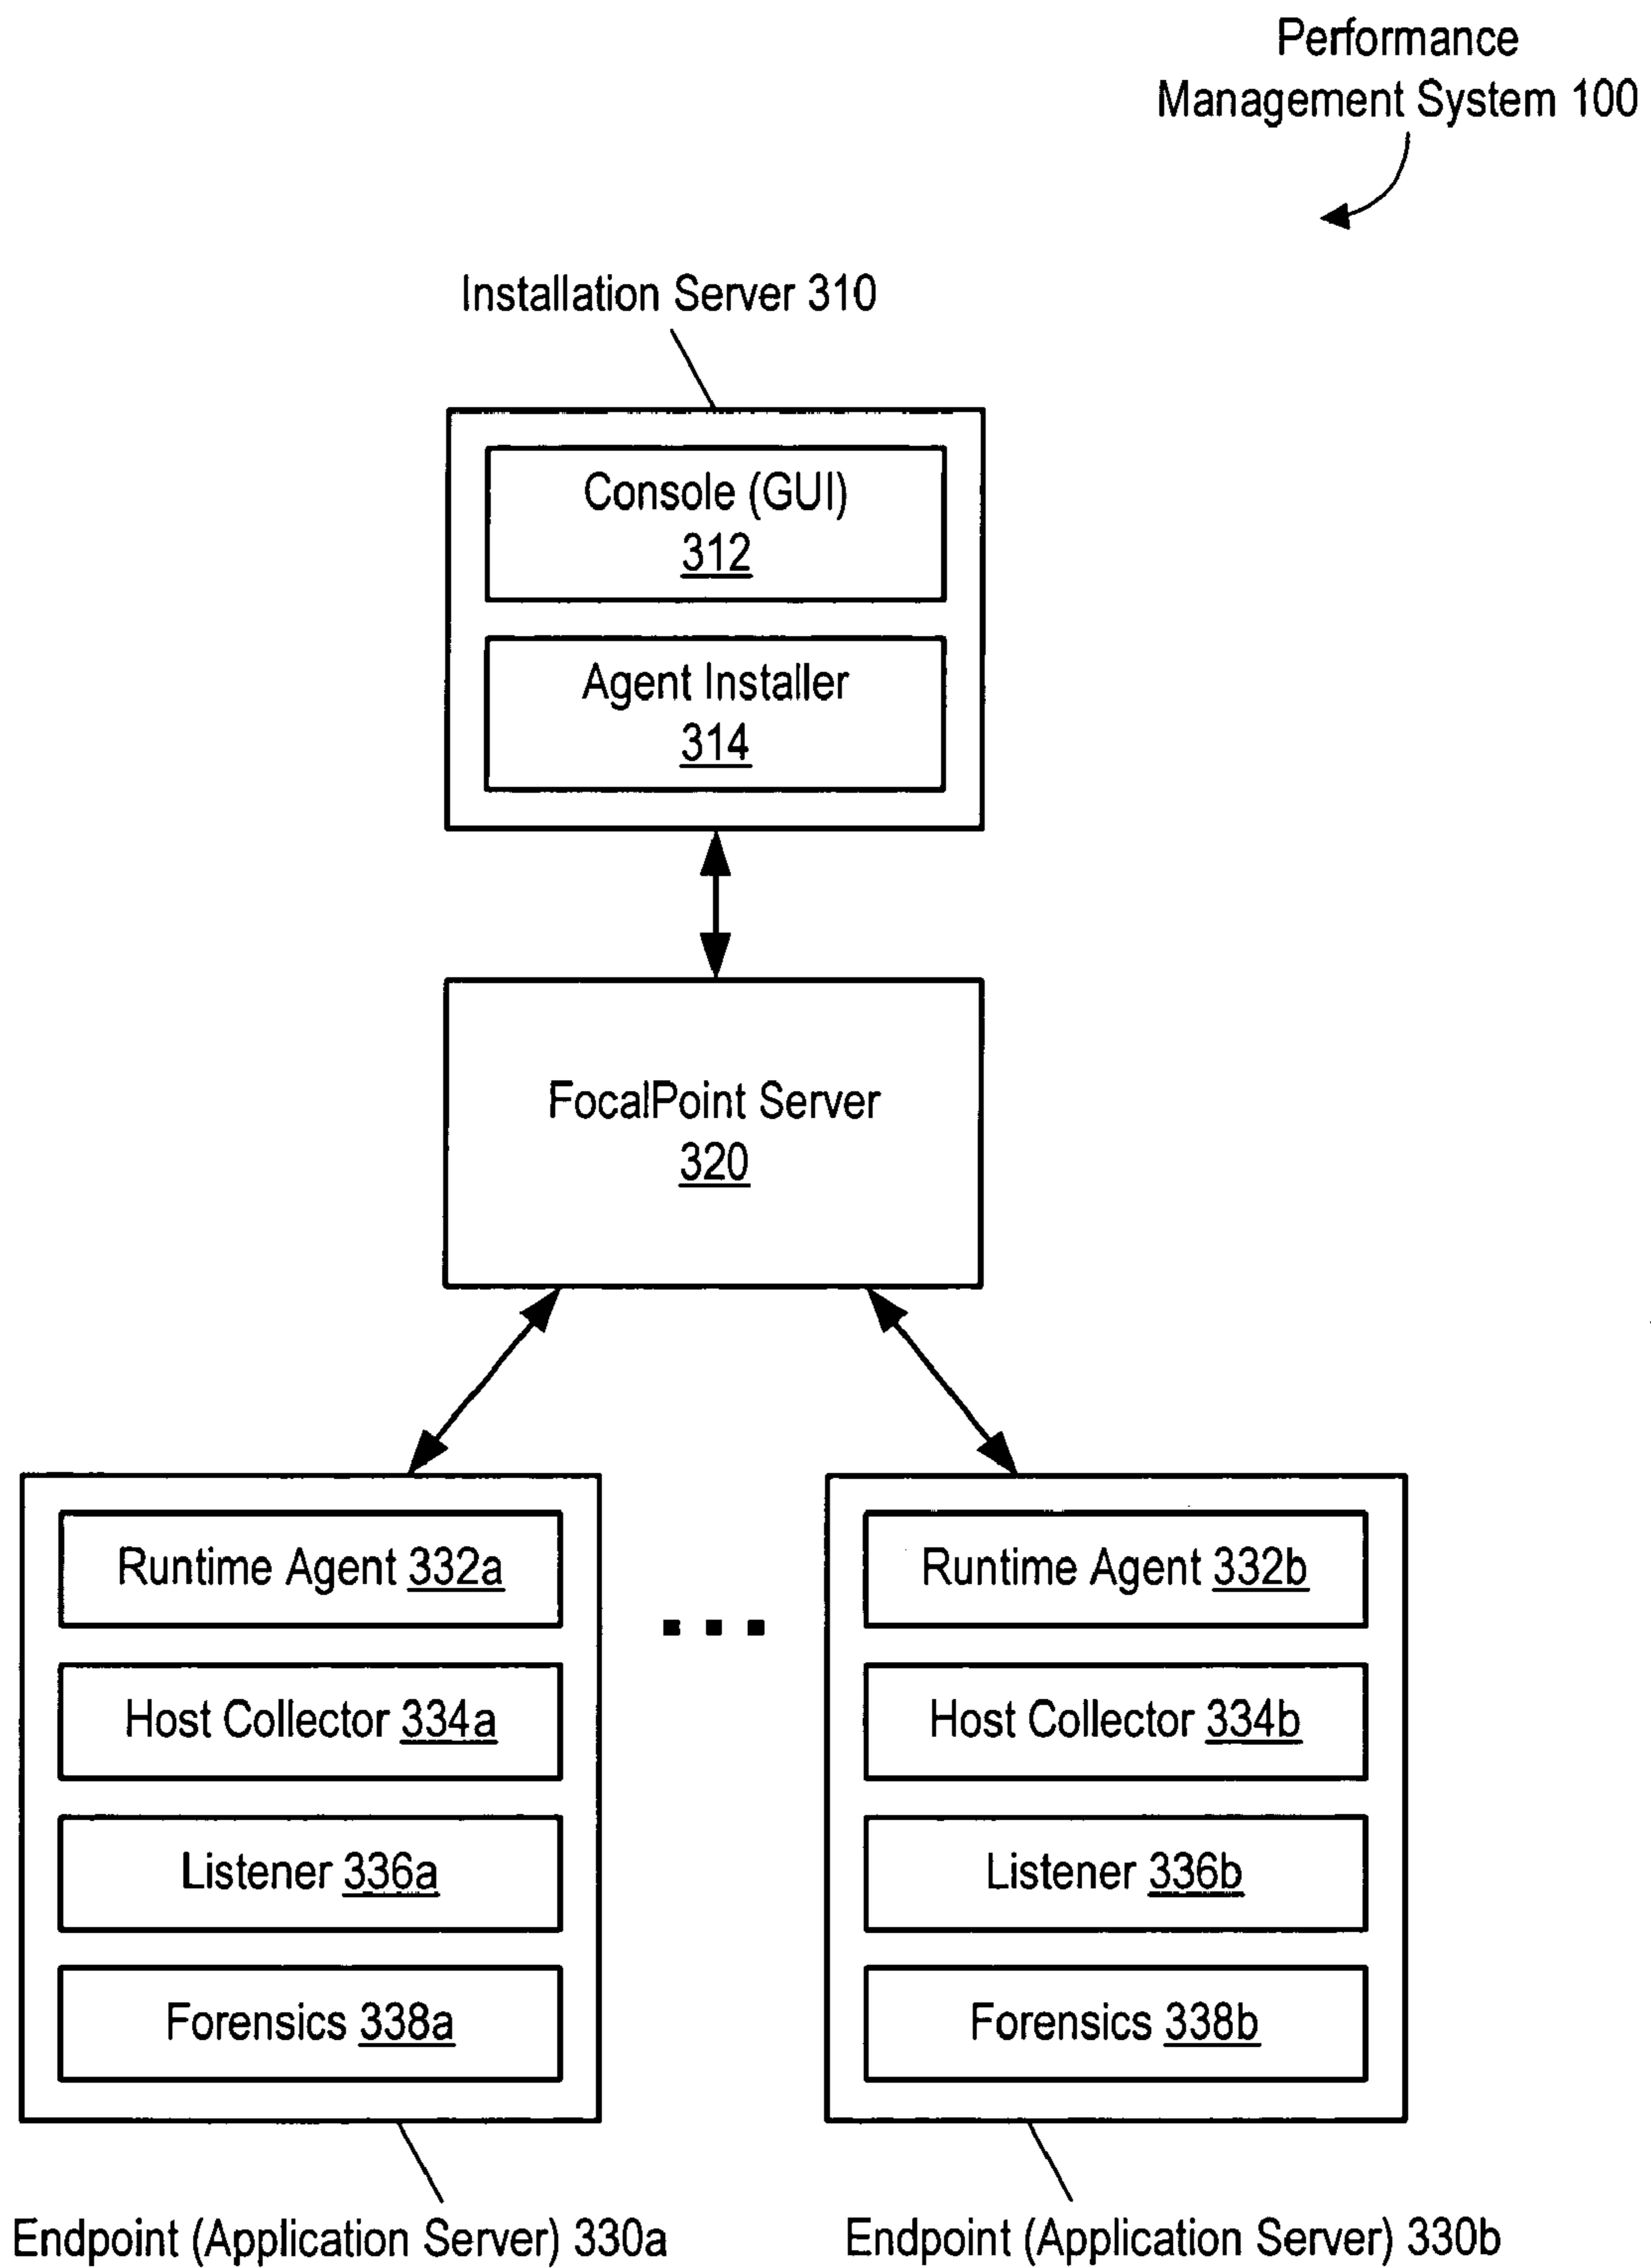 Performance
Management System 100
Installation Server 310
Console (GUI)
312
Agent Installer
314
FocalPoint Server
320
Runtime Agent 332a
Host Collector 334a
Listener 336a
Forensics 338a
Endpoint (Application Server) 330a
Runtime Agent 332b
Host Collector 334b
Listener 336b
Forensics 338b
Endpoint (Application Server) 330b